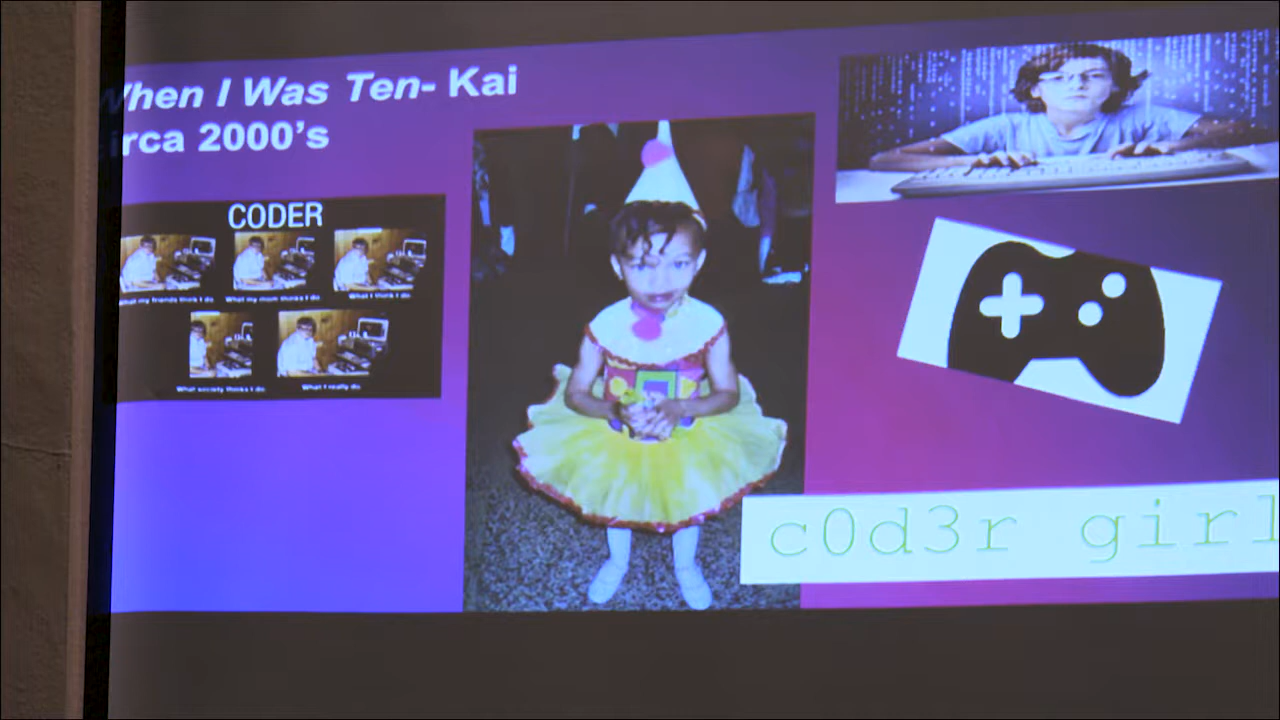 When I Was Ten- Kai
irca 2000's
CODER
What my friends think I do
What my mom thinks I do
What I think I do
What society thinks I do
What I really do
c0d3r girl